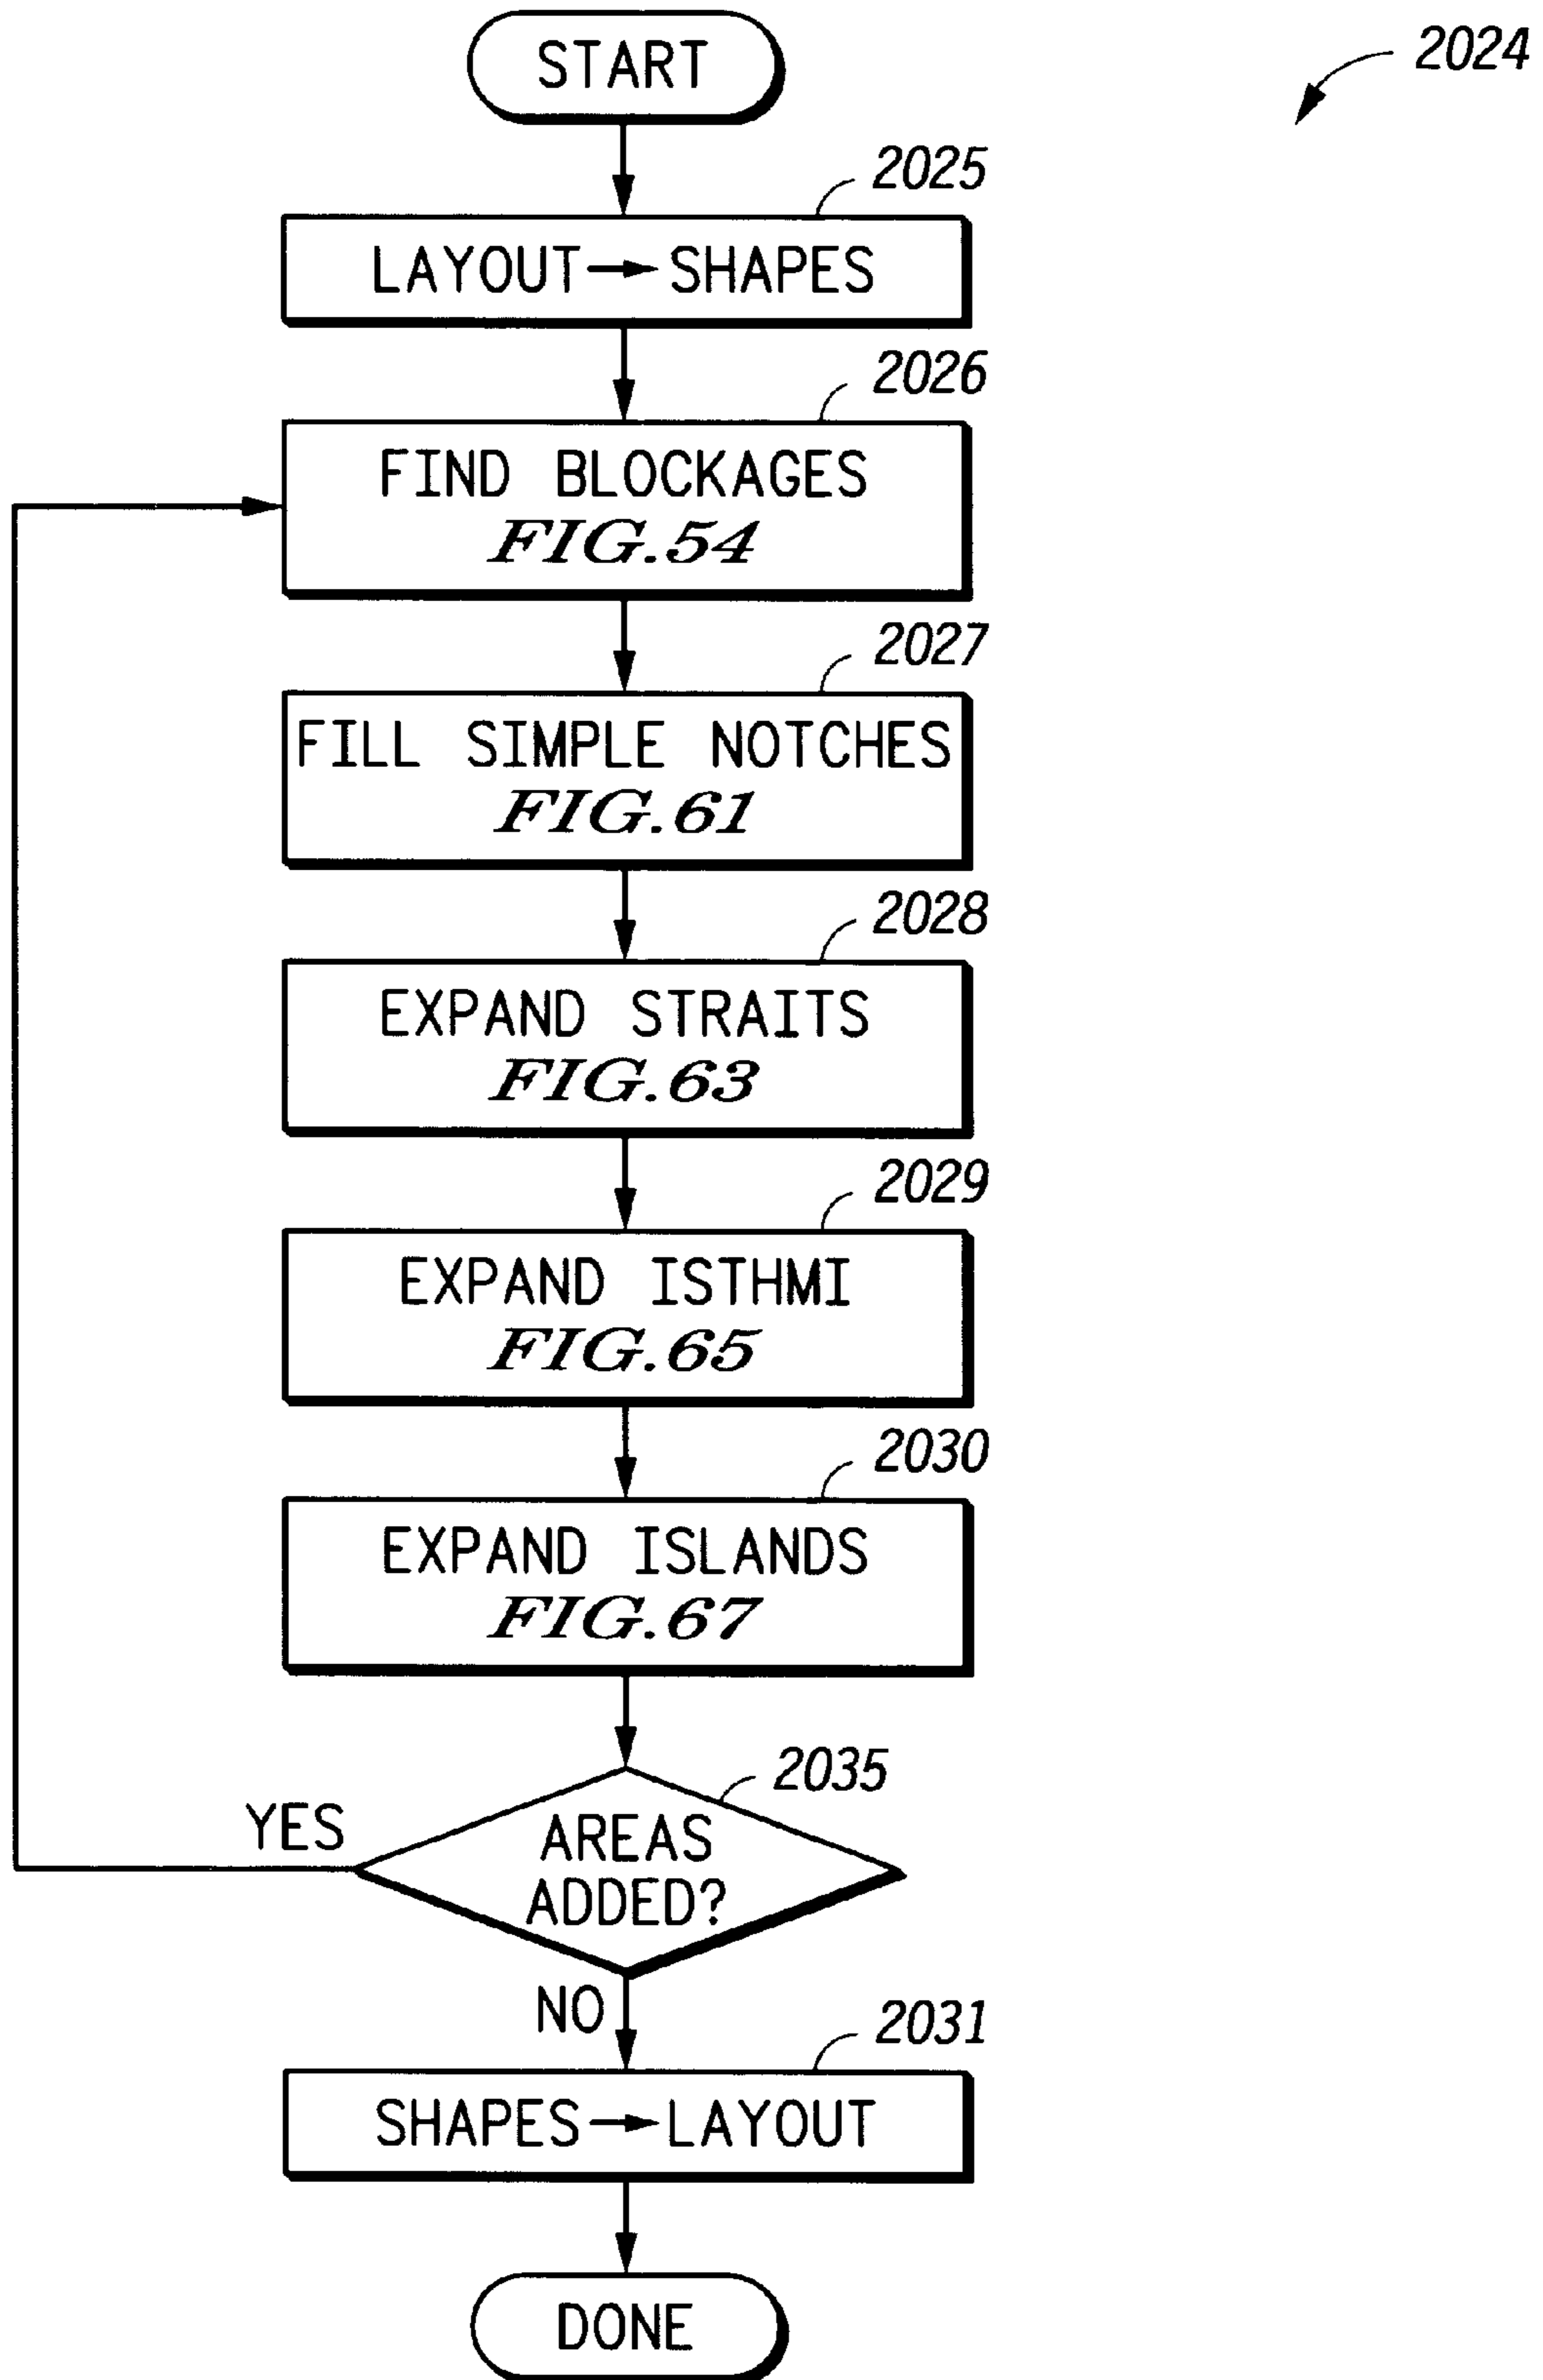 START
2024
2025
LAYOUT→SHAPES
2026
FIND BLOCKAGES
FIG.54
2027
FILL SIMPLE NOTCHES
FIG.61
2028
EXPAND STRAITS
FIG.63
2029
EXPAND ISTHMI
FIG.65
2030
EXPAND ISLANDS
FIG.67
2035
YES
AREAS
ADDED?
NO
2031
SHAPES→LAYOUT
DONE